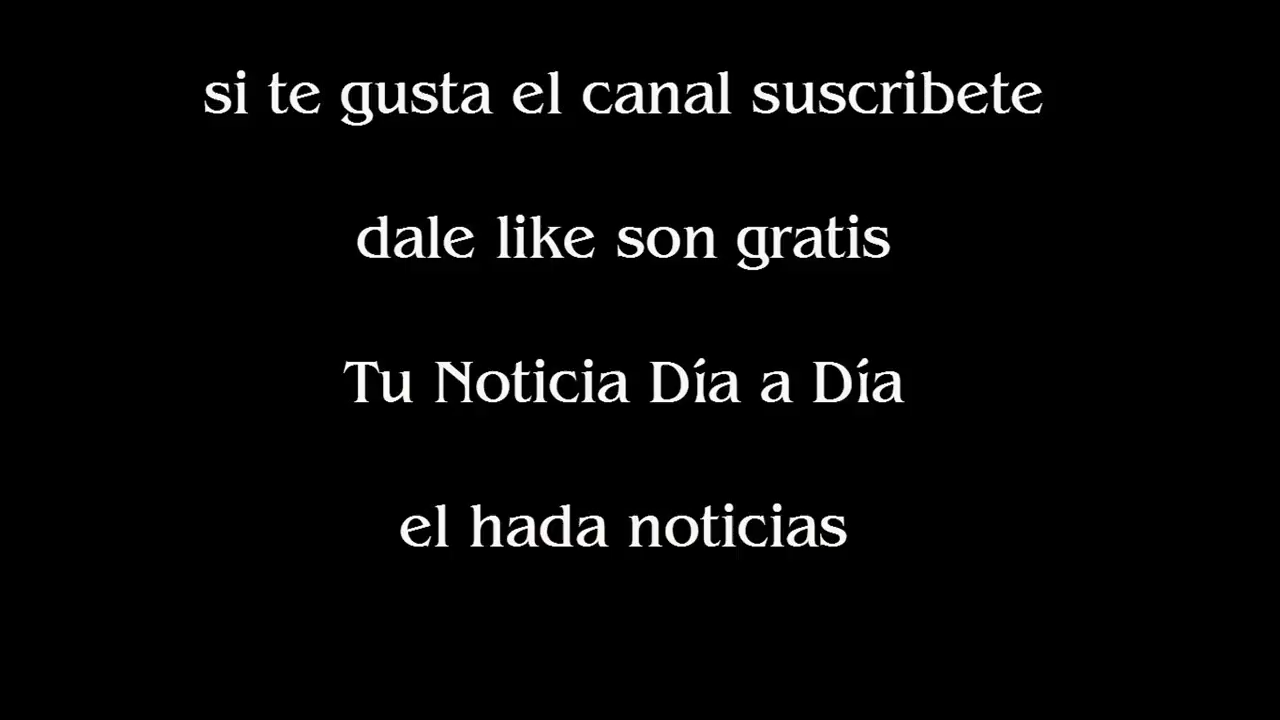 si te gusta el canal suscribete
dale like son gratis
Tu Noticia Día a Día
el hada noticias